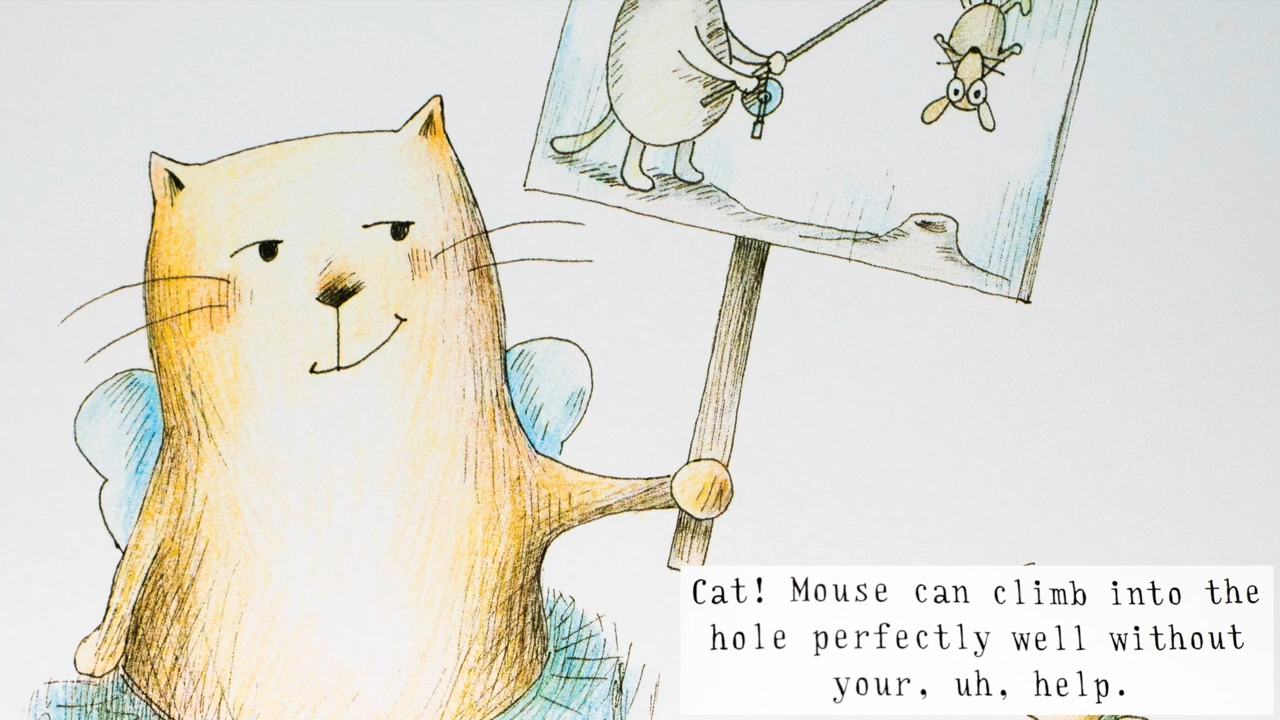 Cat! Mouse can climb into the
hole perfectly well without
your, uh, help.